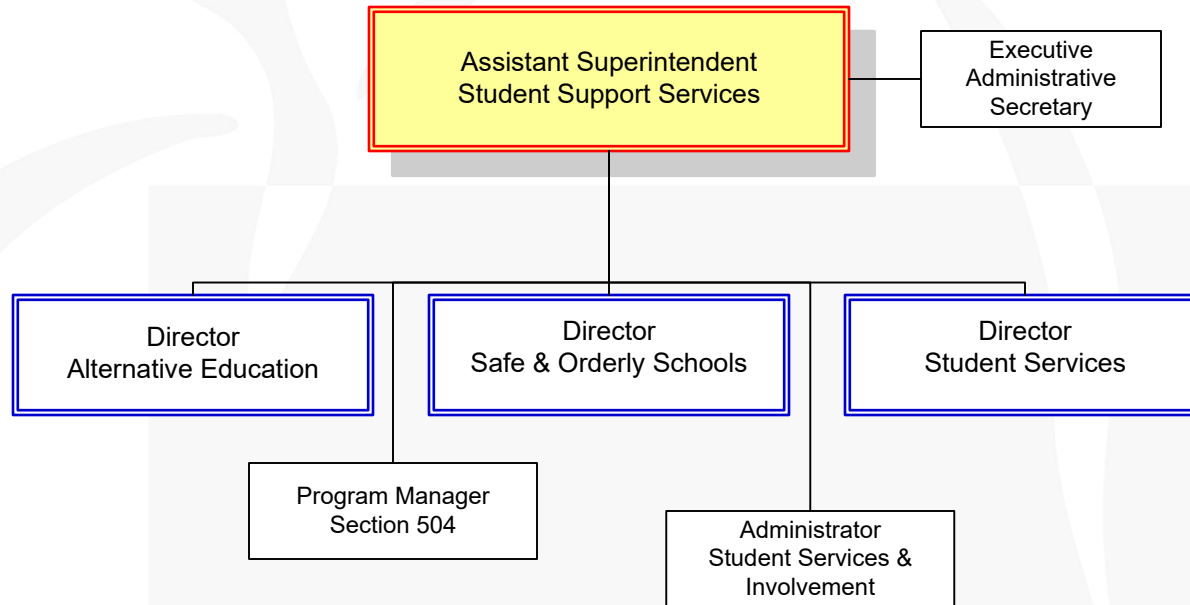 Assistant Superintendent
Student Support Services
Executive
Administrative
Secretary
Director
Alternative Education
Director
Safe & Orderly Schools
Director
Student Services
Program Manager
Section 504
Administrator
Student Services &
Involvement